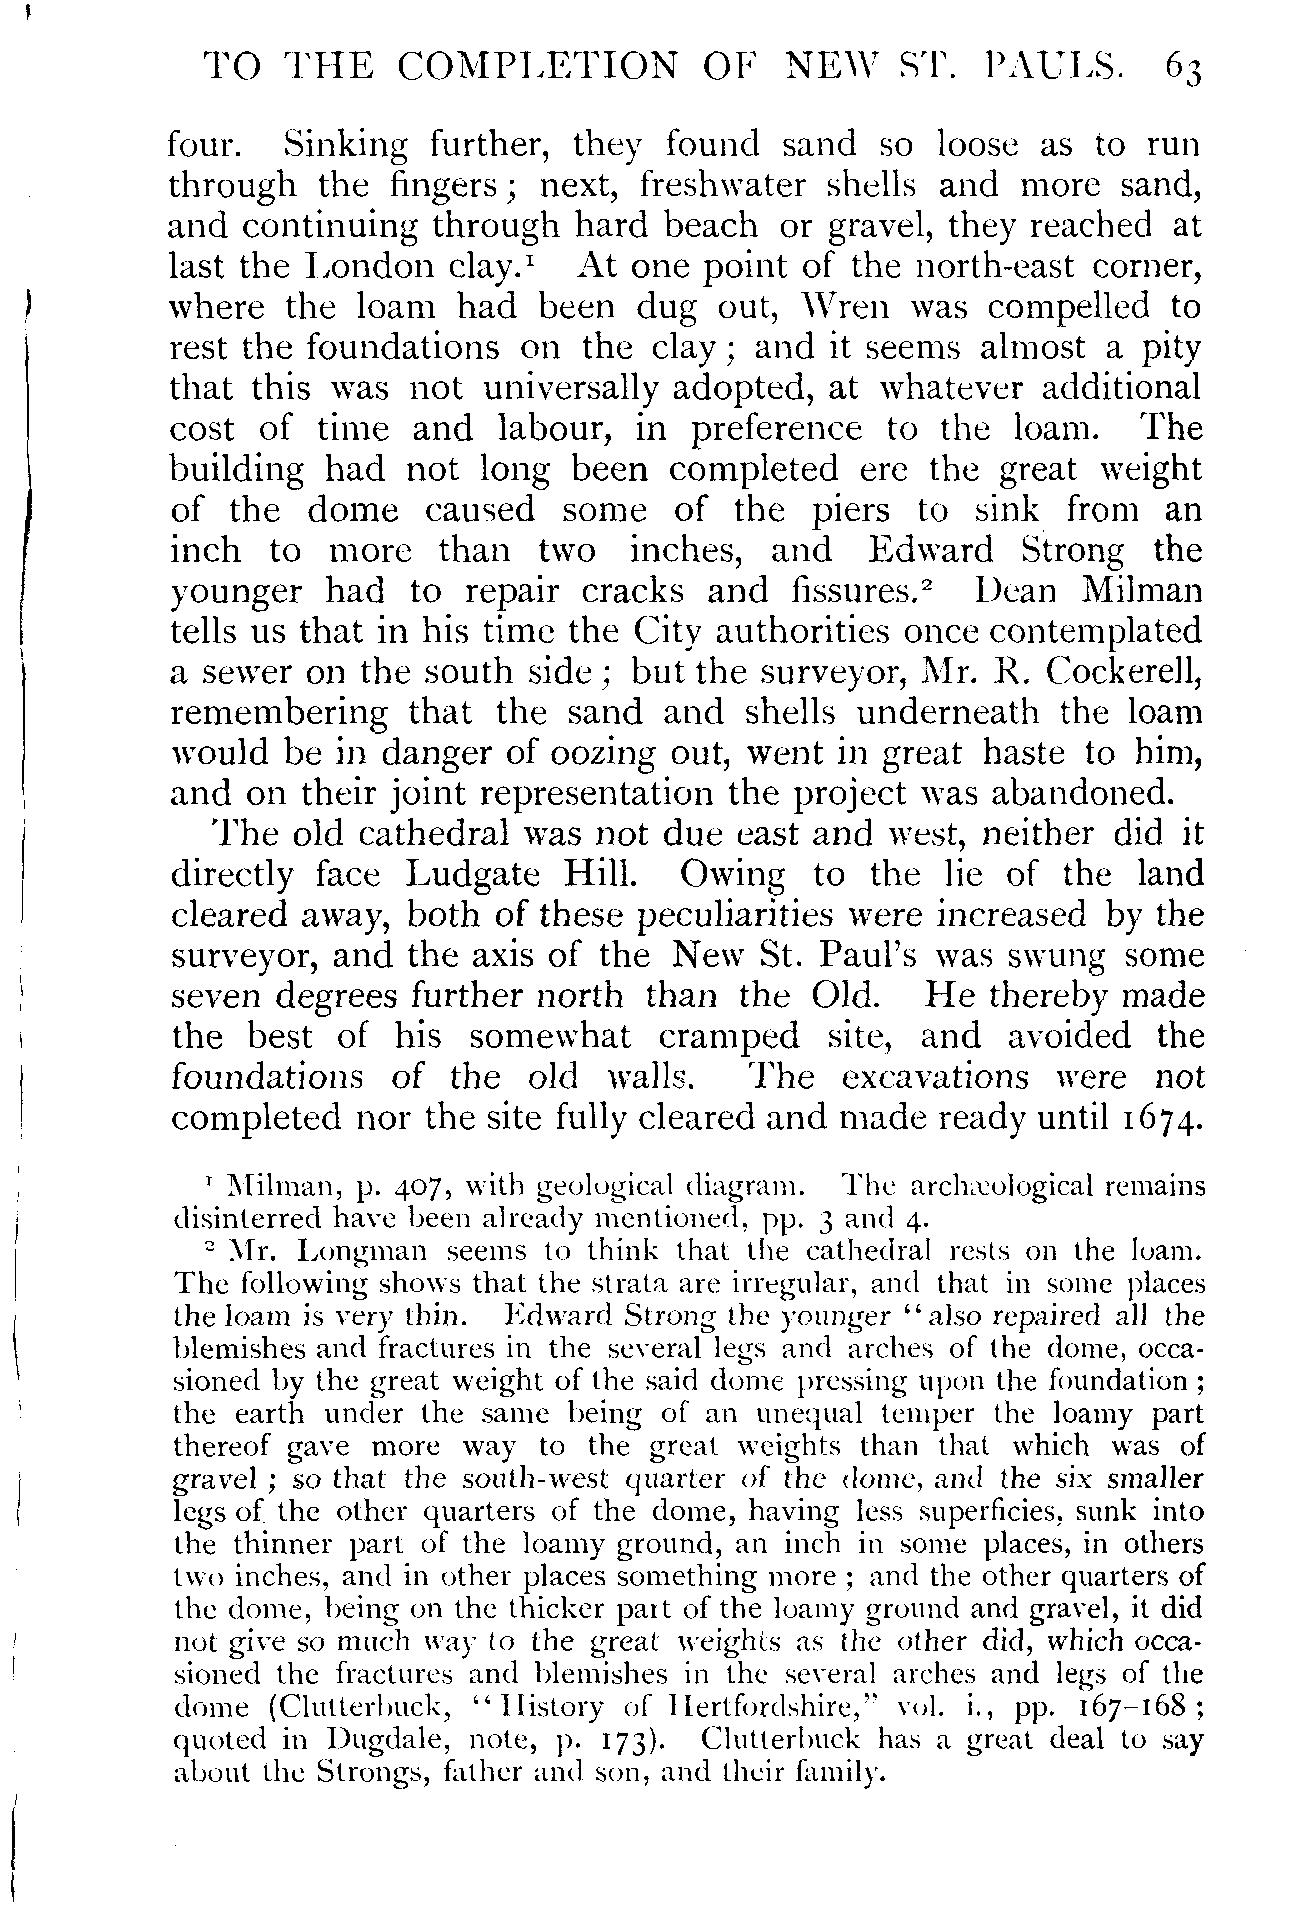 TO THE COMPLETION OF NEW ST. PAULS. 63
four. Sinking further, they found sand so loose as to run
through the fingers; next, freshwater shells and more sand,
and continuing through hard beach or gravel, they reached at
last the London clay.¹ At one point of the north-east corner,
where the loam had been dug out, Wren was compelled to
rest the foundations on the clay; and it seems almost a pity
that this was not universally adopted, at whatever additional
cost of time and labour, in preference to the loam. The
building had not long been completed ere the great weight
of the dome caused some of the piers to sink from an
inch to more than two inches, and Edward Strong the
younger had to repair cracks and fissures.² Dean Milman
tells us that in his time the City authorities once contemplated
a sewer on the south side; but the surveyor, Mr. R. Cockerell,
remembering that the sand and shells underneath the loam
would be in danger of oozing out, went in great haste to him,
and on their joint representation the project was abandoned.
The old cathedral was not due east and west, neither did it
directly face Ludgate Hill. Owing to the lie of the land
cleared away, both of these peculiarities were increased by the
surveyor, and the axis of the New St. Paul's was swung some
seven degrees further north than the Old. He thereby made
the best of his somewhat cramped site, and avoided the
foundations of the old walls. The excavations were not
completed nor the site fully cleared and made ready until 1674.
¹ Milman, p. 407, with geological diagram. The archæological remains
disinterred have been already mentioned, pp. 3 and 4.
² Mr. Longman seems to think that the cathedral rests on the loam.
The following shows that the strata are irregular, and that in some places
the loam is very thin. Edward Strong the younger "also repaired all the
blemishes and fractures in the several legs and arches of the dome, occa-
sioned by the great weight of the said dome pressing upon the foundation;
the earth under the same being of an unequal temper the loamy part
thereof gave more way to the great weights than that which was of
gravel; so that the south-west quarter of the dome, and the six smaller
legs of the other quarters of the dome, having less superficies, sunk into
the thinner part of the loamy ground, an inch in some places, in others
two inches, and in other places something more; and the other quarters of
the dome, being on the thicker part of the loamy ground and gravel, it did
not give so much way to the great weights as the other did, which occa-
sioned the fractures and blemishes in the several arches and legs of the
dome (Clutterbuck, "History of Hertfordshire," vol. i., pp. 167-168;
quoted in Dugdale, note, p. 173). Clutterbuck has a great deal to say
about the Strongs, father and son, and their family.